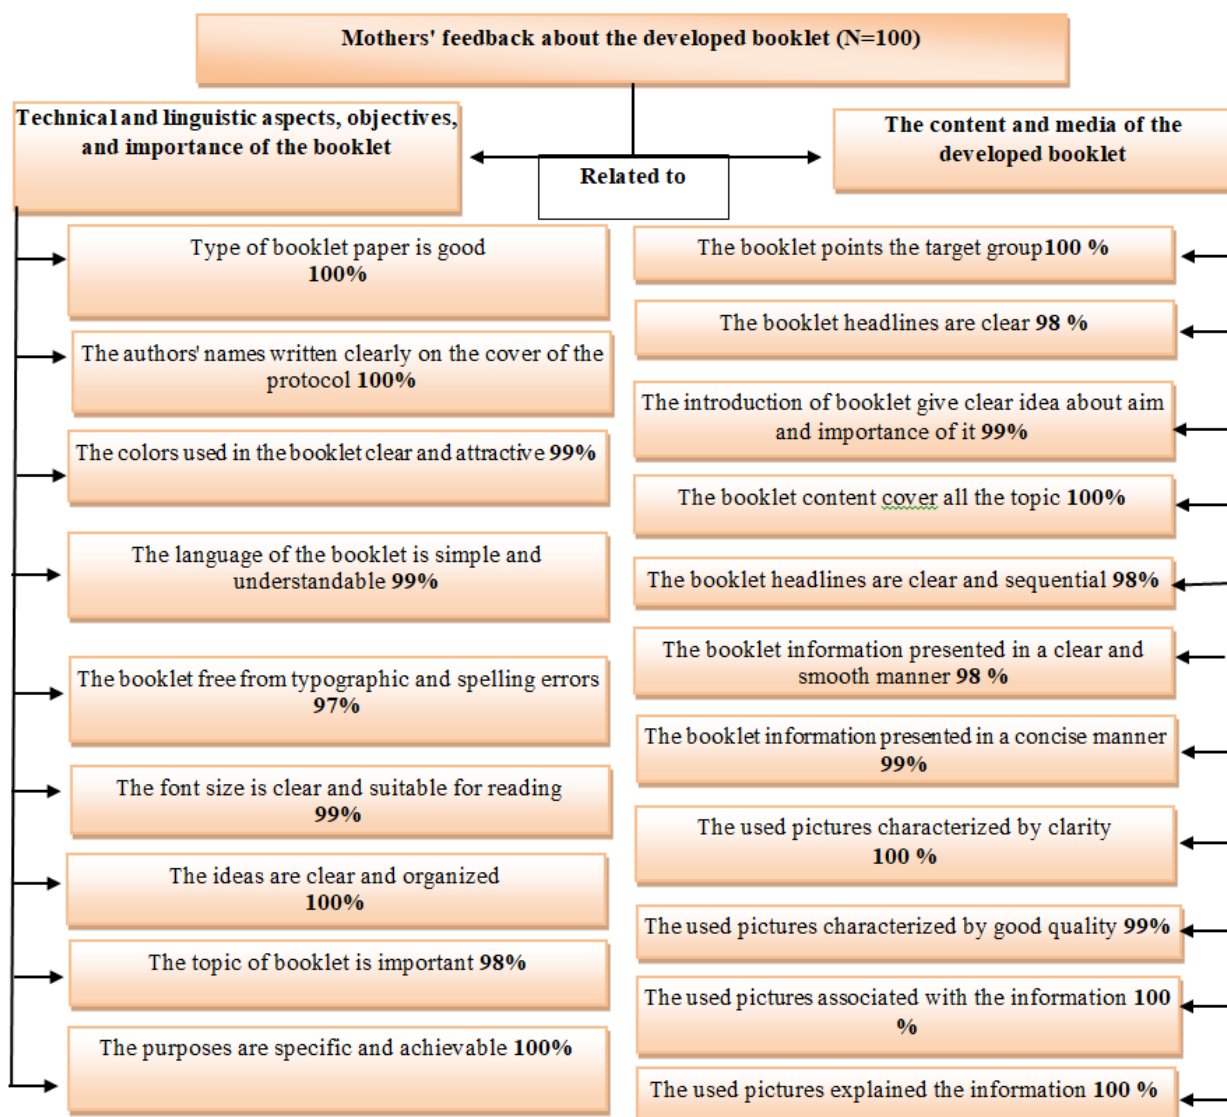 Mothers' feedback about the developed booklet (N=100)
Technical and linguistic aspects, objectives,
and importance of the booklet
Related to
The content and media of the
developed booklet
Type of booklet paper is good
100%
The authors' names written clearly on the cover of the
protocol 100%
The colors used in the booklet clear and attractive 99%
The language of the booklet is simple and
understandable 99%
The booklet free from typographic and spelling errors
97%
The font size is clear and suitable for reading
99%
The ideas are clear and organized
100%
The topic of booklet is important 98%
The purposes are specific and achievable 100%
The booklet points the target group100 %
The booklet headlines are clear 98 %
The introduction of booklet give clear idea about aim
and importance of it 99%
The booklet content cover all the topic 100%
The booklet headlines are clear and sequential 98%
The booklet information presented in a clear and
smooth manner 98 %
The booklet information presented in a concise manner
99%
The used pictures characterized by clarity
100 %
The used pictures characterized by good quality 99%
The used pictures associated with the information 100
%
The used pictures explained the information 100 %